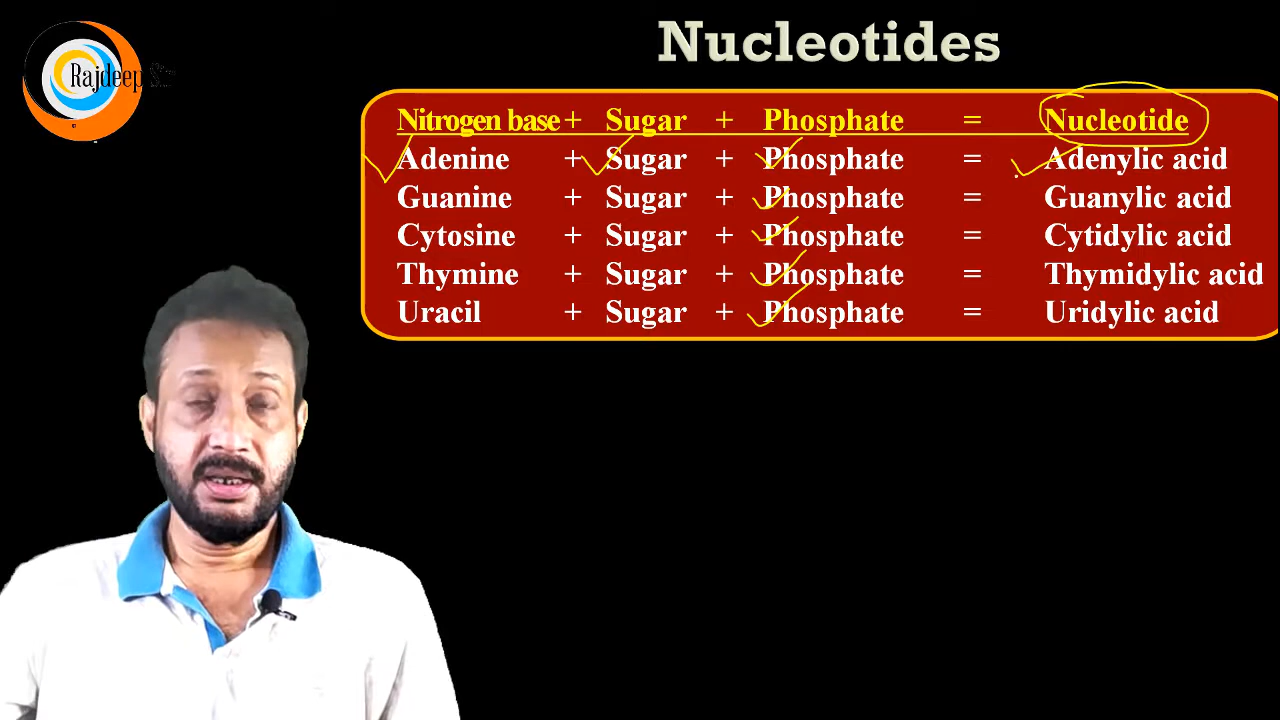 Nucleotides
Rajdeep Sir
Nitrogen base + Sugar + Phosphate = Nucleotide
Adenine + Sugar + Phosphate = Adenylic acid
Guanine + Sugar + Phosphate = Guanylic acid
Cytosine + Sugar + Phosphate = Cytidylic acid
Thymine + Sugar + Phosphate = Thymidylic acid
Uracil + Sugar + Phosphate = Uridylic acid